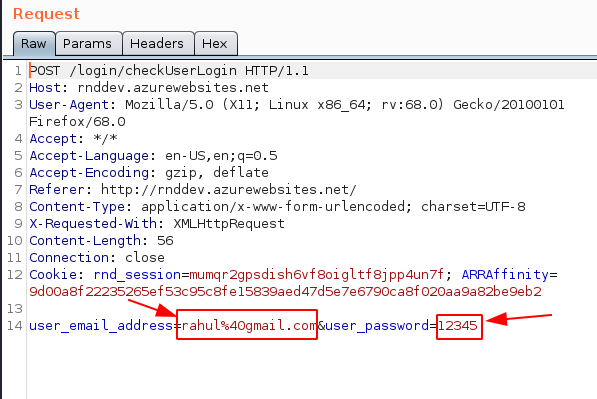 Request
Raw Params Headers Hex
1 POST /login/checkUserLogin HTTP/1.1
2 Host: rnddev.azurewebsites.net
3 User-Agent: Mozilla/5.0 (X11; Linux x86_64; rv:68.0) Gecko/20100101
Firefox/68.0
4 Accept: */*
5 Accept-Language: en-US,en;q=0.5
6 Accept-Encoding: gzip, deflate
7 Referer: http://rnddev.azurewebsites.net/
8 Content-Type: application/x-www-form-urlencoded; charset=UTF-8
9 X-Requested-With: XMLHttpRequest
10 Content-Length: 56
11 Connection: close
12 Cookie: rnd_session=mumqr2gpsdish6vf8oigltf8jpp4un7f; ARRAffinity=
9d00a8f22235265ef53c95c8fe15839aed47d5e7e6790ca8f020aa9a82be9eb2
13
14 user_email_address=rahul%40gmail.com&user_password=12345